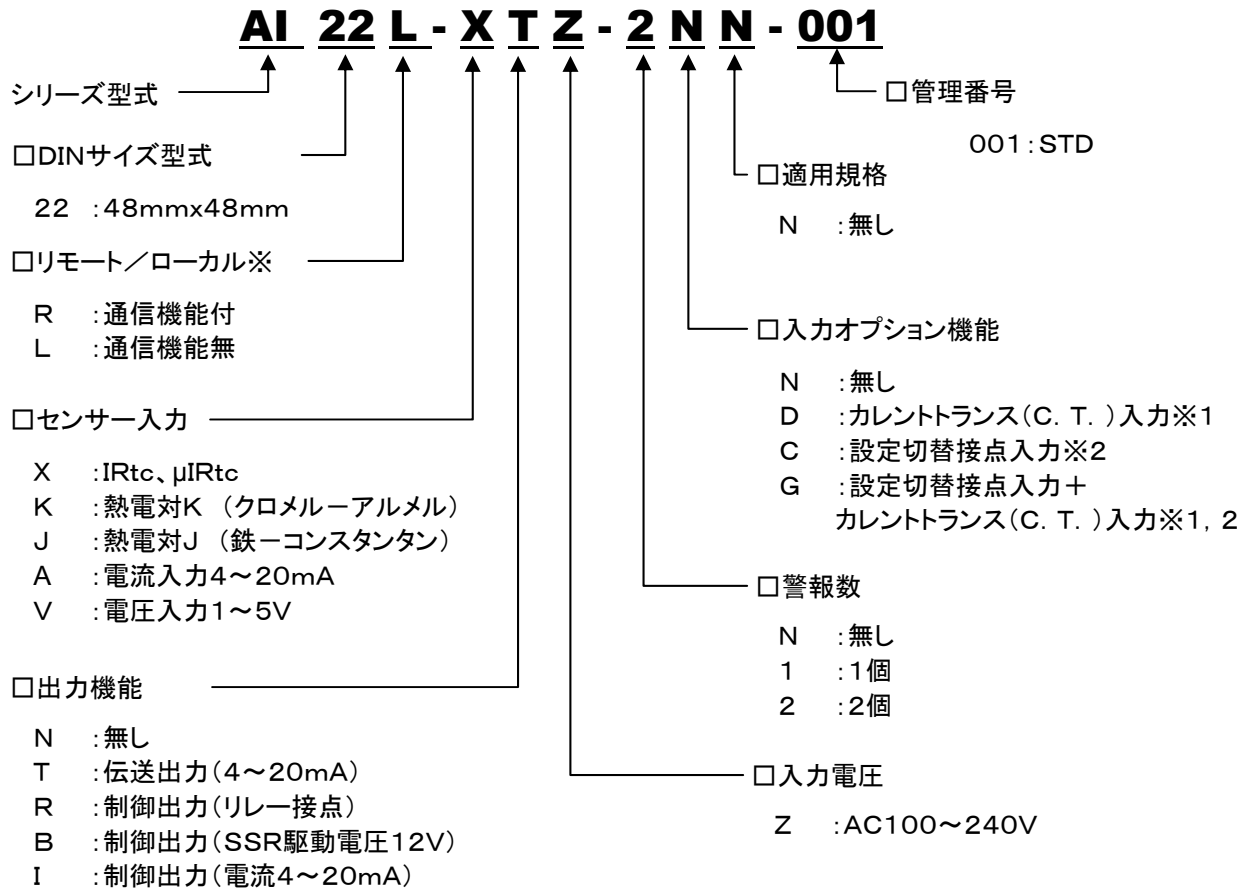 AI 22 L - X T Z - 2 N N - 001
シリーズ型式
□管理番号
001:STD
□DINサイズ型式
22 :48mmx48mm
□適用規格
N :無し
□リモート/ローカル※
R :通信機能付
L :通信機能無
□入力オプション機能
N :無し
D :カレントトランス(C. T. )入力※1
C :設定切替接点入力※2
G :設定切替接点入力+
カレントトランス(C. T. )入力※1, 2
□センサー入力
X :IRtc、μIRtc
K :熱電対K (クロメル-アルメル)
J :熱電対J (鉄-コンスタンタン)
A :電流入力4~20mA
V :電圧入力1~5V
□警報数
N :無し
1 :1個
2 :2個
□出力機能
N :無し
T :伝送出力(4~20mA)
R :制御出力(リレー接点)
B :制御出力(SSR駆動電圧12V)
I :制御出力(電流4~20mA)
□入力電圧
Z :AC100~240V